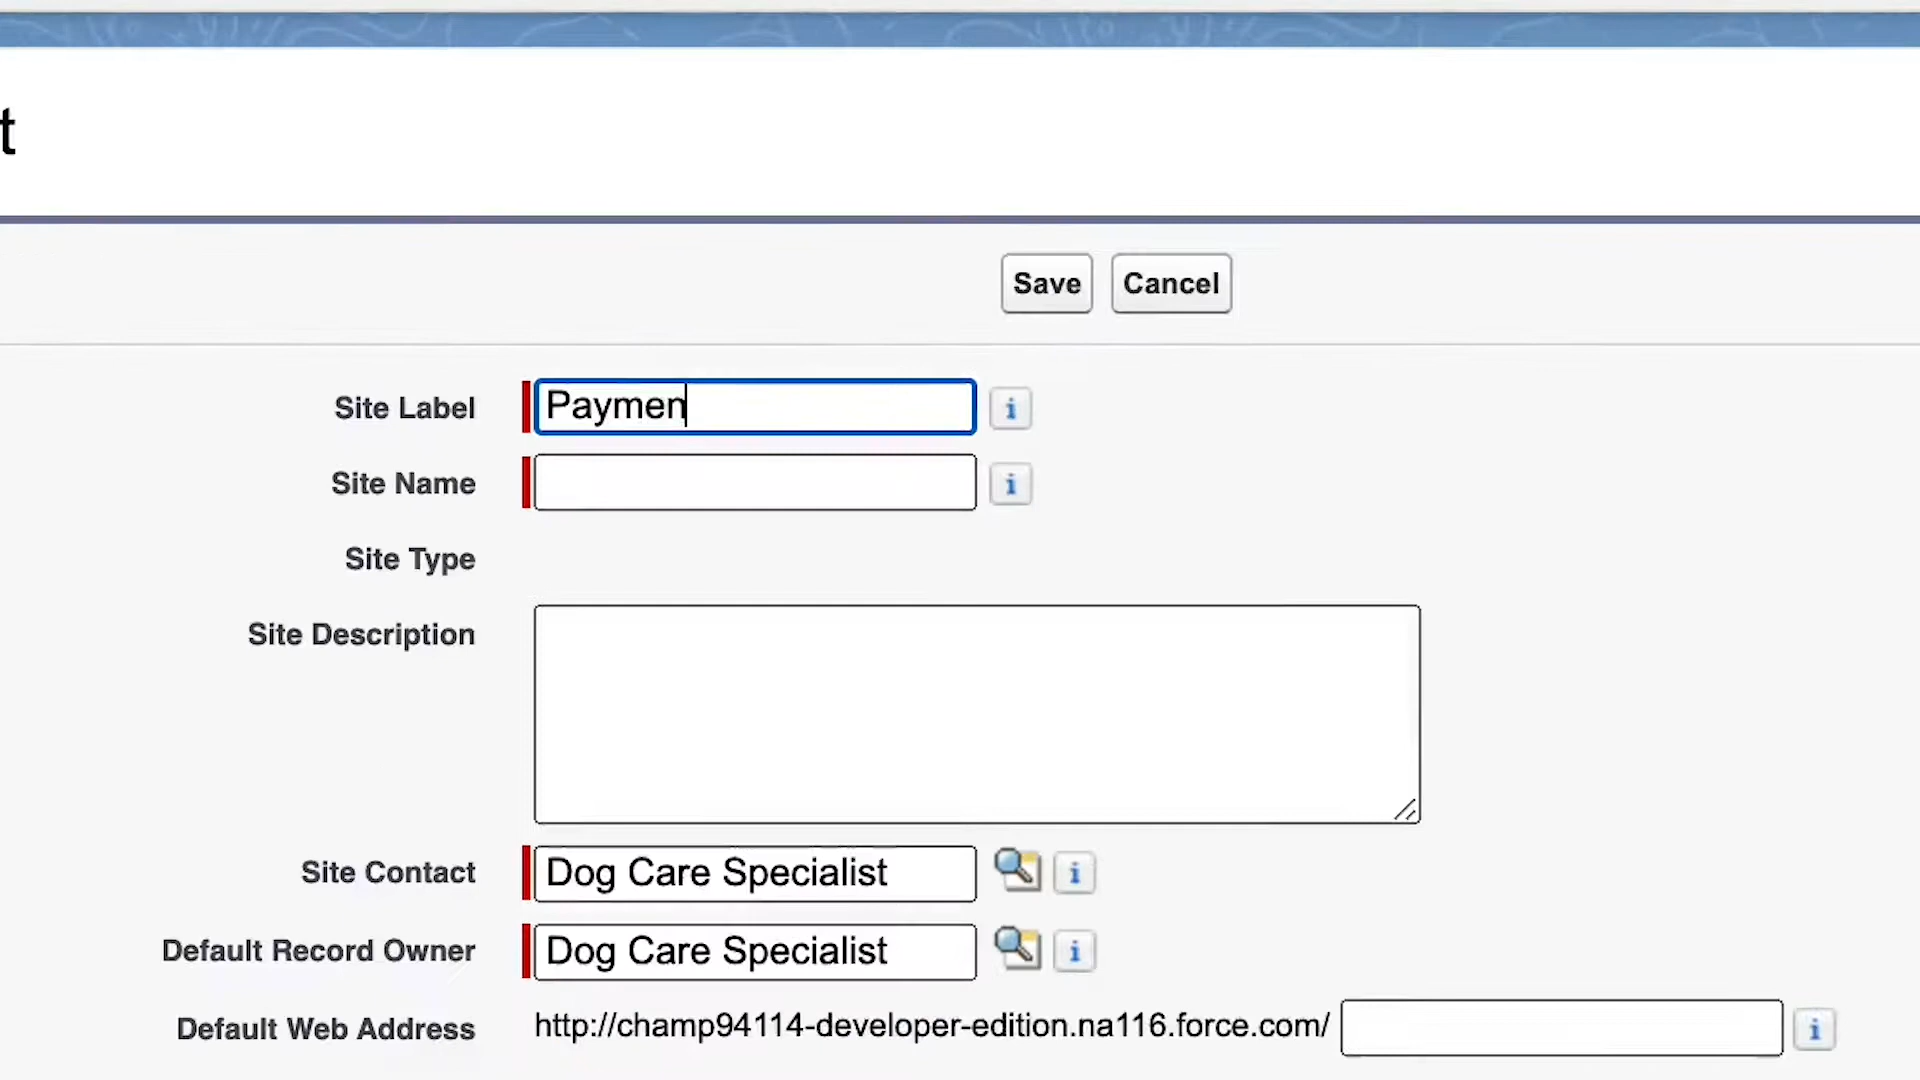 t
Save Cancel
Site Label Paymen
Site Name
Site Type
Site Description
Site Contact Dog Care Specialist
Default Record Owner Dog Care Specialist
Default Web Address http://champ94114-developer-edition.na116.force.com/